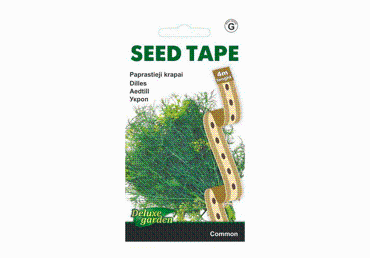 G
SEED TAPE
Paprastieji krapai
Dilles
Aedtill
Укроп
4m
Deluxe
garden
Common